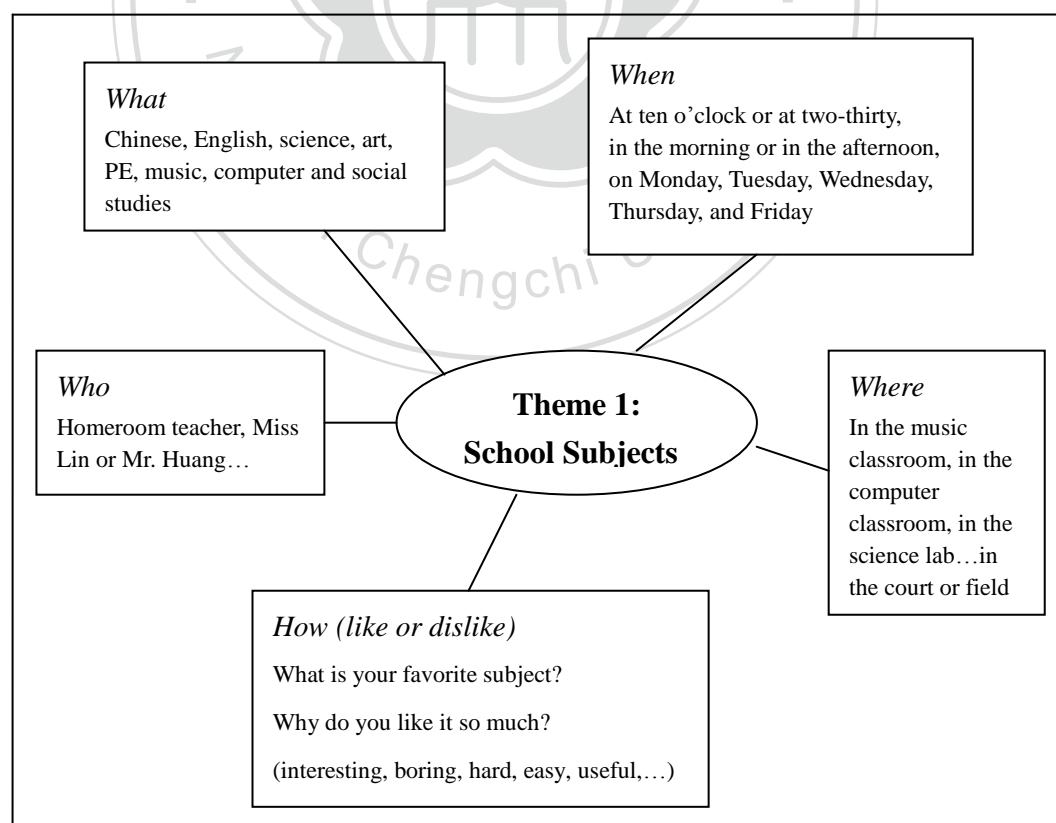 What
Chinese, English, science, art,
PE, music, computer and social
studies
When
At ten o’clock or at two-thirty,
in the morning or in the afternoon,
on Monday, Tuesday, Wednesday,
Thursday, and Friday
Chengchi
Who
Homeroom teacher, Miss
Lin or Mr. Huang…
Theme 1:
School Subjects
Where
In the music
classroom, in the
computer
classroom, in the
science lab…in
the court or field
How (like or dislike)
What is your favorite subject?
Why do you like it so much?
(interesting, boring, hard, easy, useful,…)